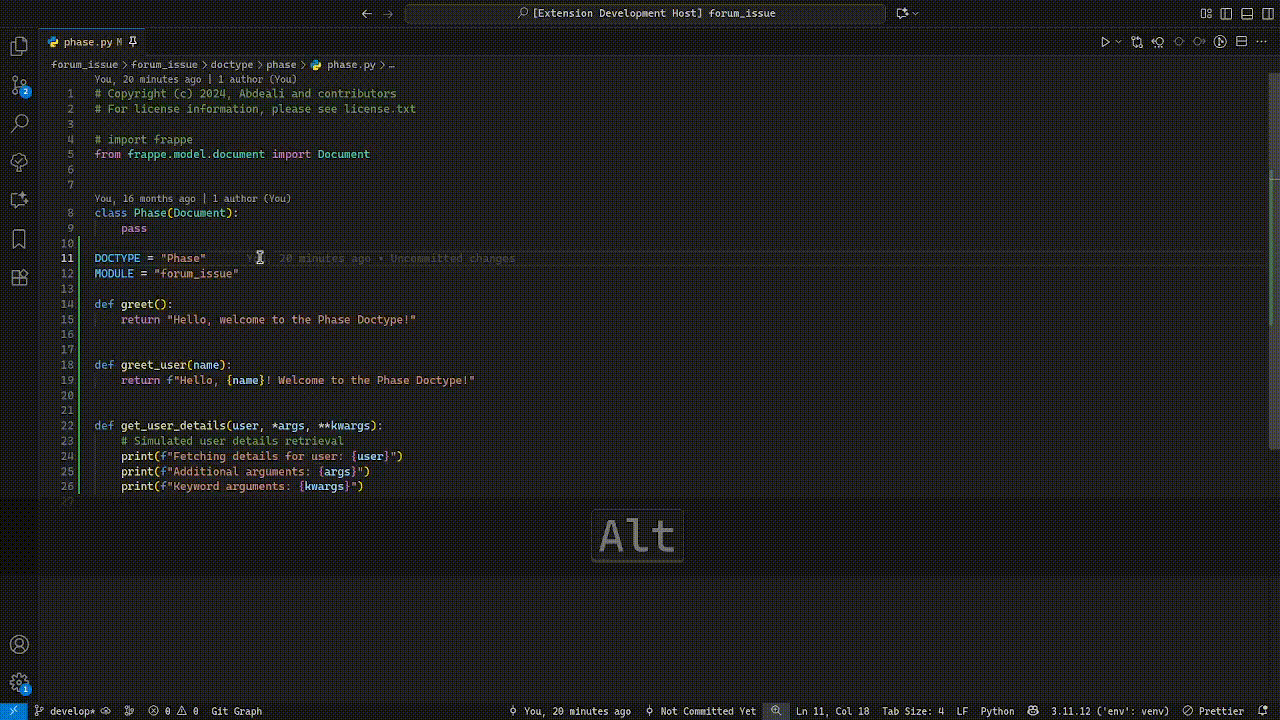 [Extension Development Host] forum_issue
phase.py M
forum_issue > forum_issue > doctype > phase > phase.py > …
You, 20 minutes ago | 1 author (You)
1 # Copyright (c) 2024, Abdeali and contributors
2 # For license information, please see license.txt
3
4 # import frappe
5 from frappe.model.document import Document
6
7
You, 16 months ago | 1 author (You)
8 class Phase(Document):
9 pass
10
11 DOCTYPE = "Phase" 20 minutes ago • Uncommitted changes
12 MODULE = "forum_issue"
13
14 def greet():
15 return "Hello, welcome to the Phase Doctype!"
16
17
18 def greet_user(name):
19 return f"Hello, {name}! Welcome to the Phase Doctype!"
20
21
22 def get_user_details(user, *args, **kwargs):
23 # Simulated user details retrieval
24 print(f"Fetching details for user: {user}")
25 print(f"Additional arguments: {args}")
26 print(f"Keyword arguments: {kwargs}")
27
Alt
2
1
develop* 0 0 Git Graph You, 20 minutes ago Not Committed Yet Ln 11, Col 18 Tab Size: 4 LF Python 3.11.12 ('env': venv) Prettier